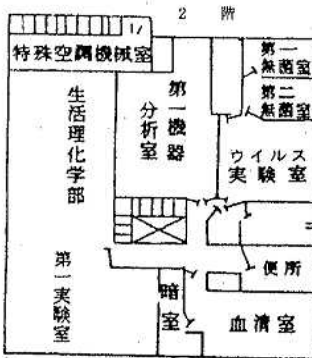 2階
特殊空調機械室
生活理化学部
第一実験室
第一機器
分析室
第一
無菌室
第二
無菌室
ウイルス
実験室
便所
暗室
血清室